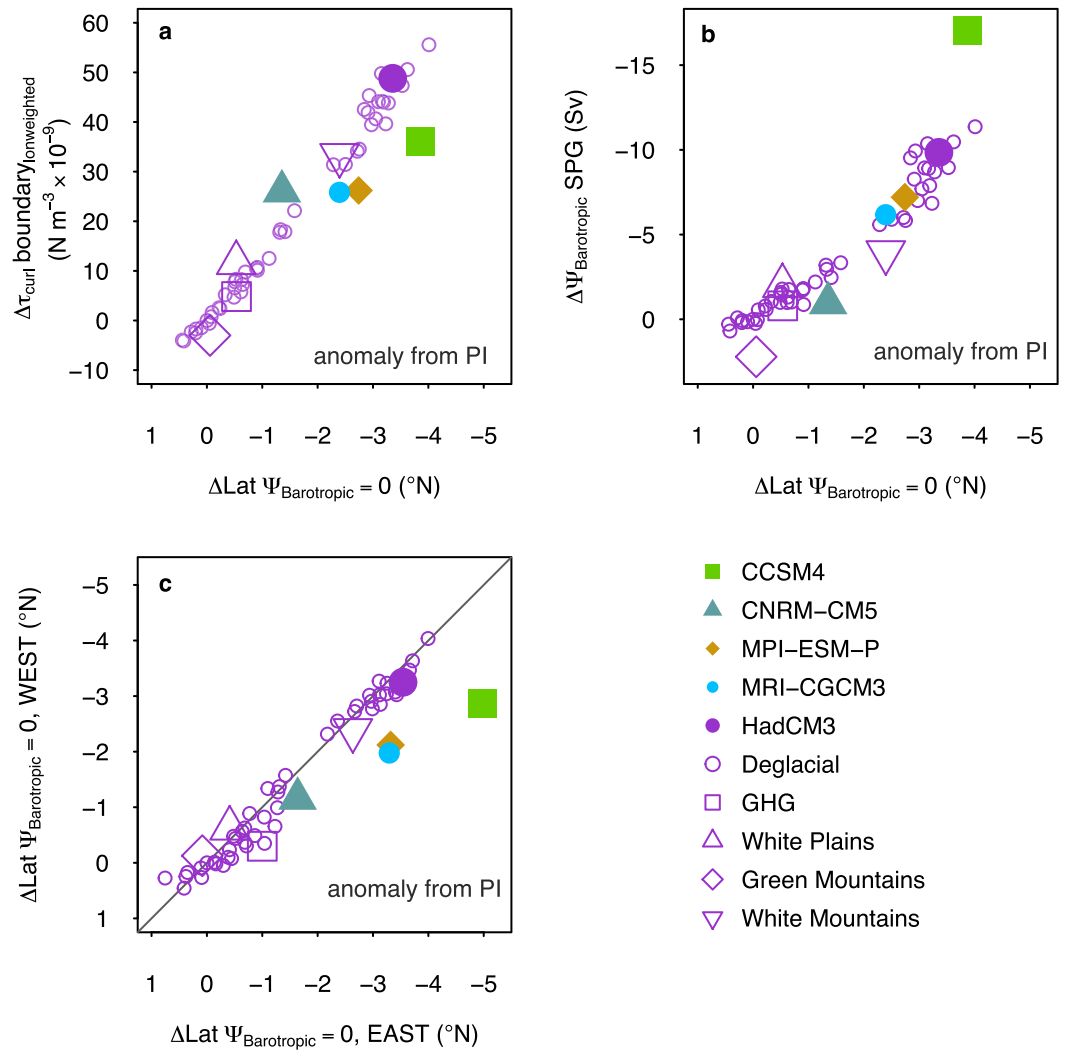 a
Δτcurl boundarylonweighted
(N m−3 × 10−9)
60
50
40
30
20
10
0
−10
anomaly from PI
1 0 −1 −2 −3 −4 −5
ΔLat ΨBarotropic = 0 (°N)
b
ΔΨBarotropic SPG (Sv)
−15
−10
−5
0
anomaly from PI
1 0 −1 −2 −3 −4 −5
ΔLat ΨBarotropic = 0 (°N)
c
ΔLat ΨBarotropic = 0, WEST (°N)
−5
−4
−3
−2
−1
0
1
anomaly from PI
1 0 −1 −2 −3 −4 −5
ΔLat ΨBarotropic = 0, EAST (°N)
CCSM4
CNRM−CM5
MPI−ESM−P
MRI−CGCM3
HadCM3
Deglacial
GHG
White Plains
Green Mountains
White Mountains